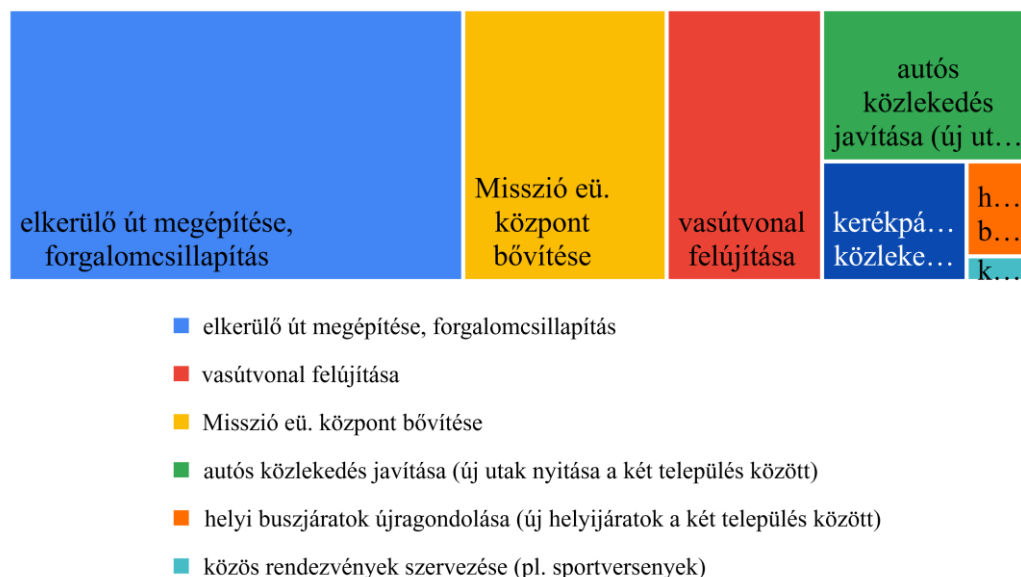 elkerülő út megépítése,
forgalomcsillapítás
Misszió eü.
központ
bővítése
vasútvonal
felújítása
autós
közlekedés
javítása (új ut…
kerékpá…
közleke…
h…
b…
k…
elkerülő út megépítése, forgalomcsillapítás
vasútvonal felújítása
Misszió eü. központ bővítése
autós közlekedés javítása (új utak nyitása a két település között)
helyi buszjáratok újragondolása (új helyijáratok a két település között)
közös rendezvények szervezése (pl. sportversenyek)